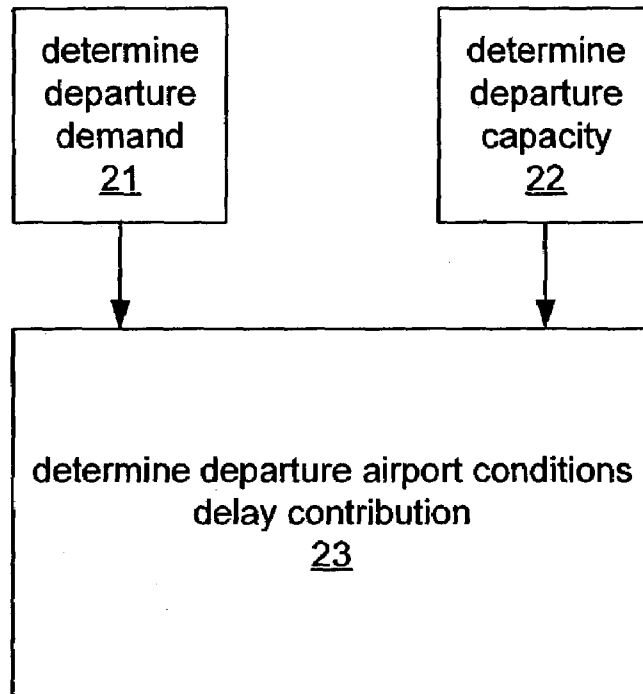 determine
departure
demand
21
determine
departure
capacity
22
determine departure airport conditions
delay contribution
23